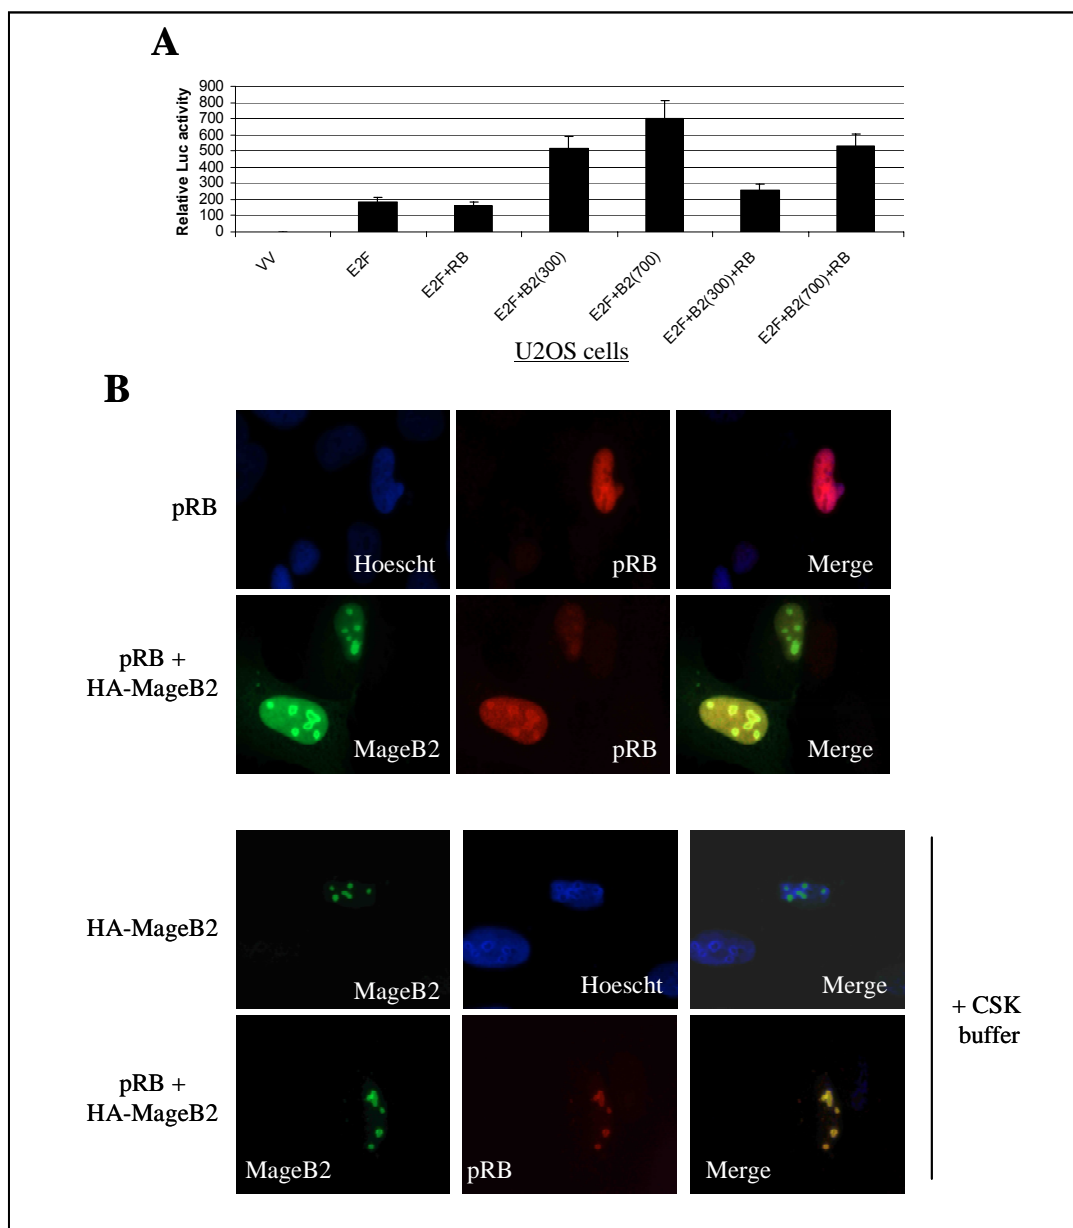 A
Relative Luc activity
900
800
700
600
500
400
300
200
100
0
VV
E2F
E2F+RB
E2F+B2(300)
E2F+B2(700)
E2F+B2(300)+RB
E2F+B2(700)+RB
U2OS cells
B
pRB
Hoescht
pRB
Merge
pRB +
HA-MageB2
MageB2
pRB
Merge
HA-MageB2
MageB2
Hoescht
Merge
+ CSK
buffer
pRB +
HA-MageB2
MageB2
pRB
Merge